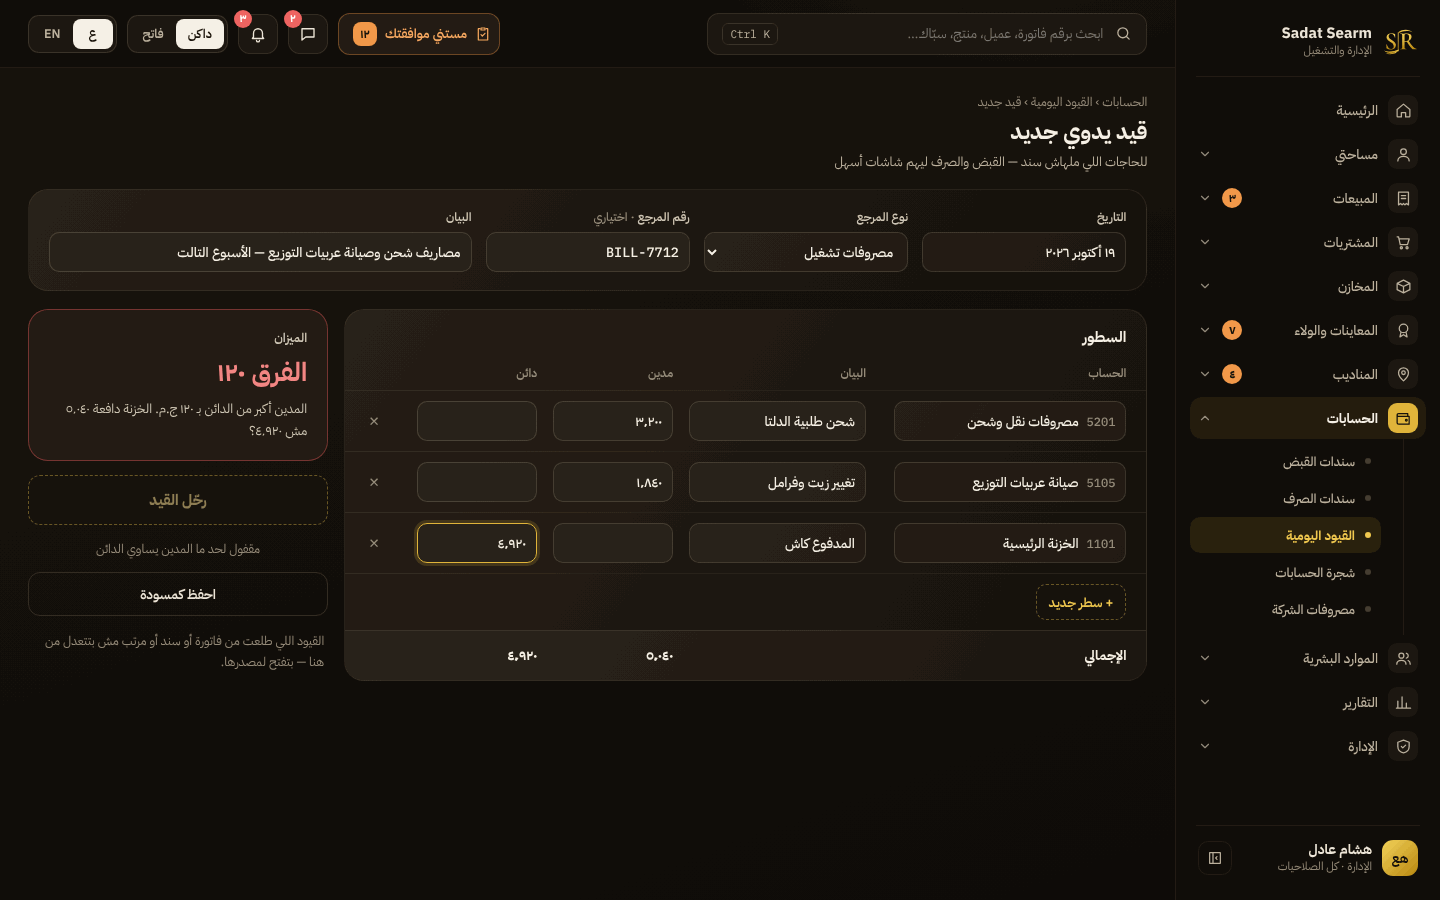 Sadat Searm
الإدارة والتشغيل
الرئيسية
مساحتي
المبيعات
٣
المشتريات
المخازن
المعاينات والولاء
٧
المناديب
٤
الحسابات
سندات القبض
سندات الصرف
القيود اليومية
شجرة الحسابات
مصروفات الشركة
الموارد البشرية
التقارير
الإدارة
هع
هشام عادل
الإدارة · كل الصلاحيات
ابحث برقم فاتورة، عميل، منتج، سبّاك...
Ctrl K
مستني موافقتك
١٢
٢
٣
داكن
فاتح
ع
EN
الحسابات › القيود اليومية › قيد جديد
قيد يدوي جديد
للحاجات اللي ملهاش سند — القبض والصرف ليهم شاشات أسهل
التاريخ
نوع المرجع
رقم المرجع · اختياري
البيان
١٩ أكتوبر ٢٠٢٦
مصروفات تشغيل
BILL-7712
مصاريف شحن وصيانة عربيات التوزيع — الأسبوع التالت
السطور
الحساب
البيان
مدين
دائن
5201 مصروفات نقل وشحن
شحن طلبية الدلتا
٣٬٢٠٠
×
5105 صيانة عربيات التوزيع
تغيير زيت وفرامل
١٬٨٤٠
×
1101 الخزنة الرئيسية
المدفوع كاش
٤٬٩٢٠
×
+ سطر جديد
الإجمالي
٥٬٠٤٠
٤٬٩٢٠
الميزان
الفرق ١٢٠
المدين أكبر من الدائن بـ ١٢٠ ج.م. الخزنة دافعة ٥٬٠٤٠
مش ٤٬٩٢٠؟
رحّل القيد
مقفول لحد ما المدين يساوي الدائن
احفظ كمسودة
القيود اللي طلعت من فاتورة أو سند أو مرتب مش بتتعدل من
هنا — بتفتح لمصدرها.